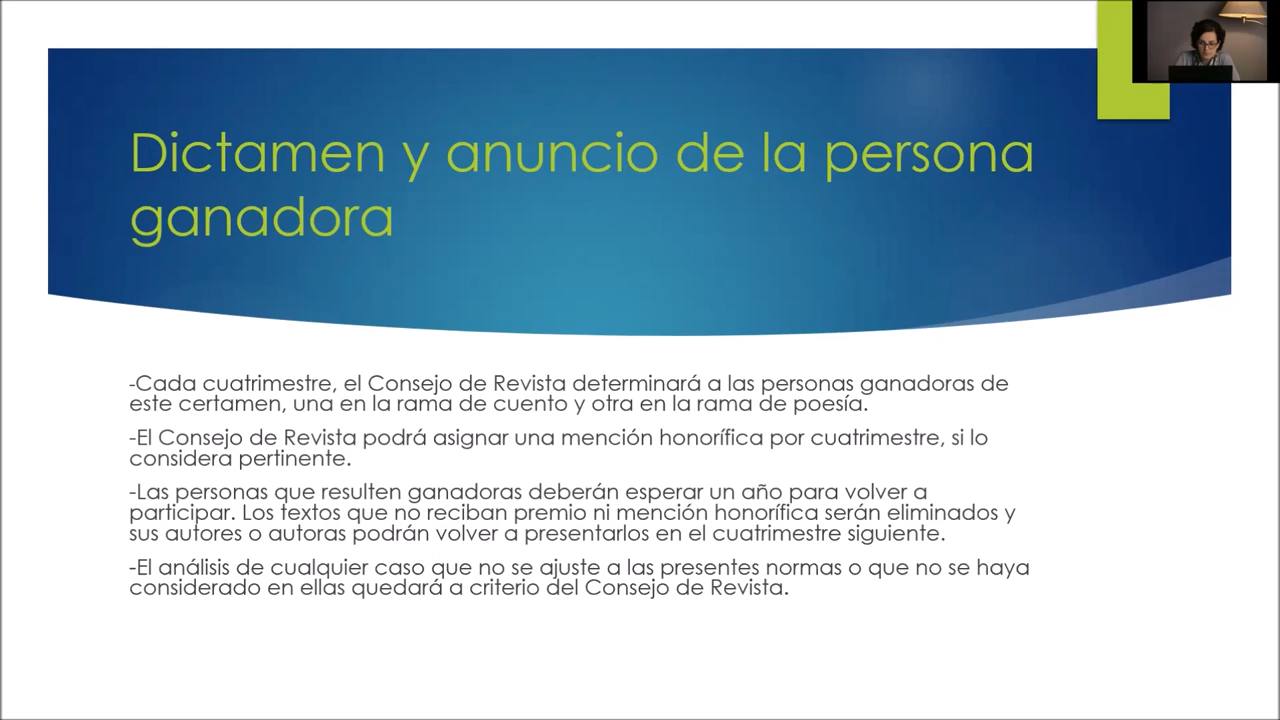 Dictamen y anuncio de la persona
ganadora
-Cada cuatrimestre, el Consejo de Revista determinará a las personas ganadoras de
este certamen, una en la rama de cuento y otra en la rama de poesía.
-El Consejo de Revista podrá asignar una mención honorífica por cuatrimestre, si lo
considera pertinente.
-Las personas que resulten ganadoras deberán esperar un año para volver a
participar. Los textos que no reciban premio ni mención honorífica serán eliminados y
sus autores o autoras podrán volver a presentarlos en el cuatrimestre siguiente.
-El análisis de cualquier caso que no se ajuste a las presentes normas o que no se haya
considerado en ellas quedará a criterio del Consejo de Revista.